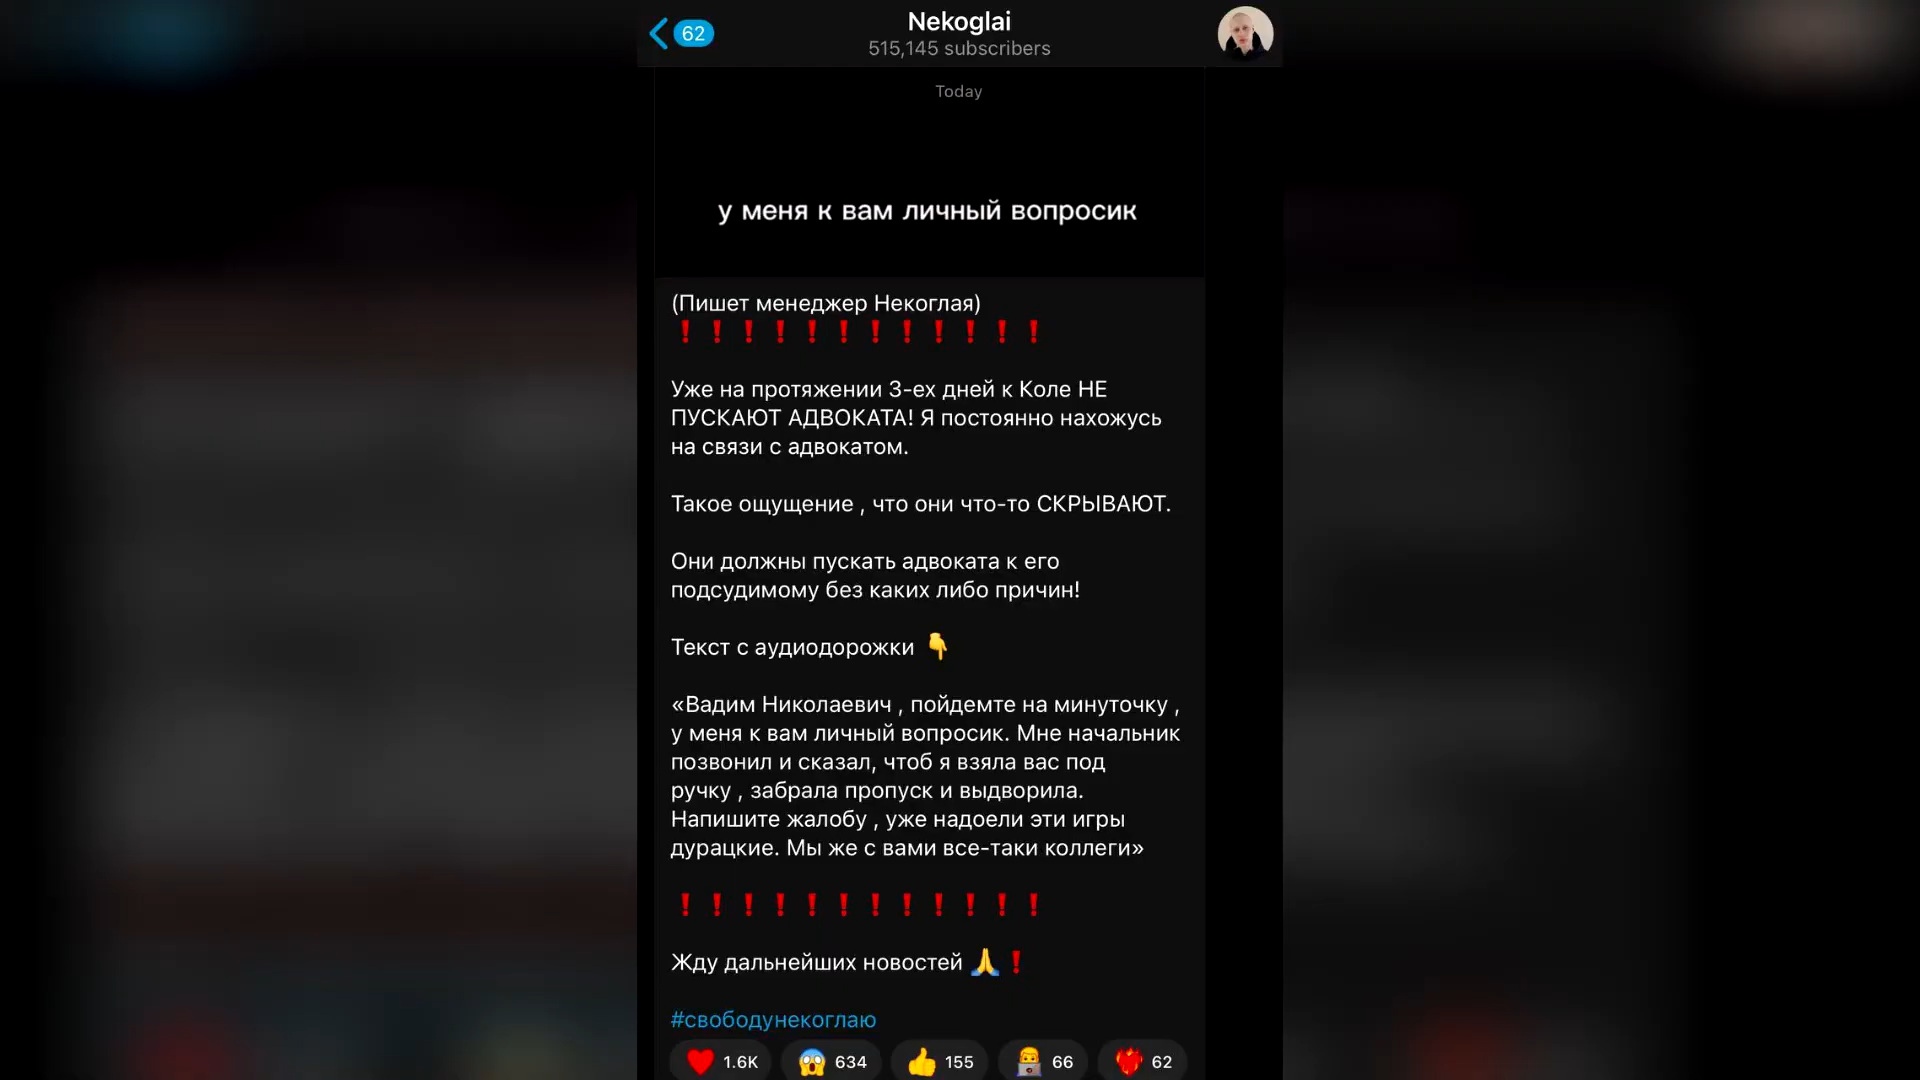 62
Nekoglai
515,145 subscribers
Today
у меня к вам личный вопросик
(Пишет менеджер Некоглая)
❗❗❗❗❗❗❗❗❗❗❗❗
Уже на протяжении 3-ех дней к Коле НЕ
ПУСКАЮТ АДВОКАТА! Я постоянно нахожусь
на связи с адвокатом.
Такое ощущение , что они что-то СКРЫВАЮТ.
Они должны пускать адвоката к его
подсудимому без каких либо причин!
Текст с аудиодорожки 👇
«Вадим Николаевич , пойдемте на минуточку ,
у меня к вам личный вопросик. Мне начальник
позвонил и сказал, чтоб я взяла вас под
ручку , забрала пропуск и выдворила.
Напишите жалобу , уже надоели эти игры
дурацкие. Мы же с вами все-таки коллеги»
❗❗❗❗❗❗❗❗❗❗❗❗
Жду дальнейших новостей 🙏❗
#свободунекоглаю
❤️ 1.6K 😱 634 👍 155 👨‍💻 66 ❤️‍🔥 62